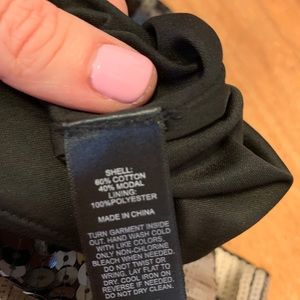 SHELL:
60% COTTON
40% MODAL
LINING:
100%POLYESTER
MADE IN CHINA
TURN GARMENT INSIDE
OUT. HAND WASH COLD
WITH LIKE COLORS.
ONLY NON-CHLORINE
BLEACH WHEN NEEDED.
DO NOT TWIST OR
WRING. LAY FLAT TO
DRY. COOL IRON ON
REVERSE IF NEEDED.
DO NOT DRY CLEAN